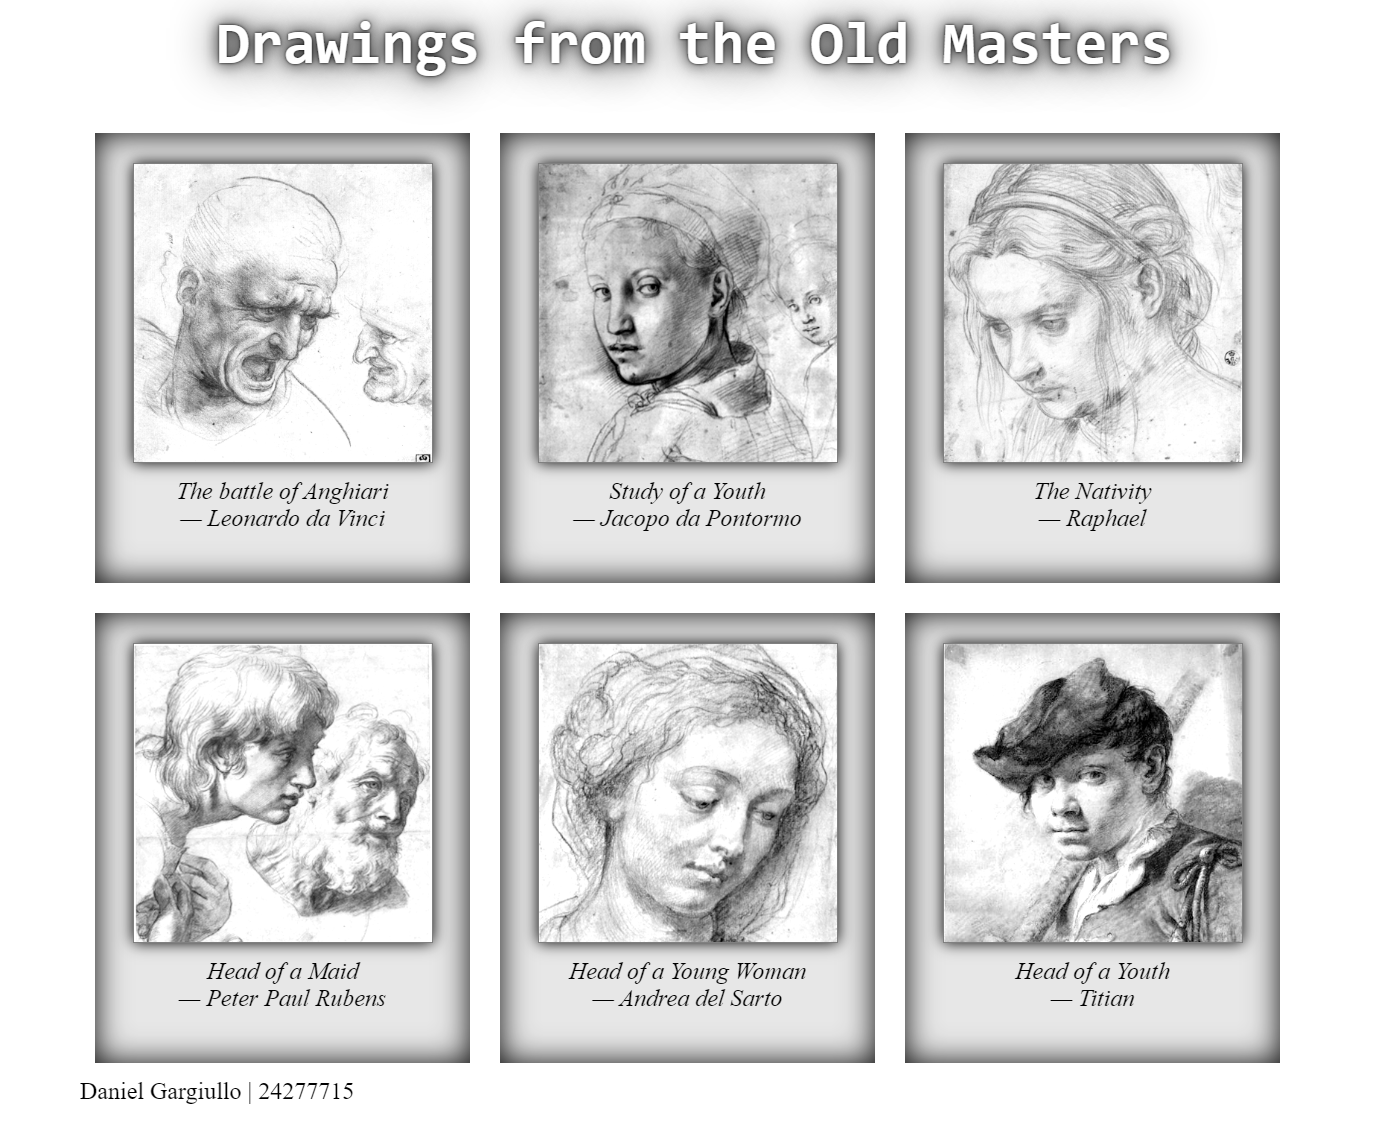 Drawings from the Old Masters
The battle of Anghiari
— Leonardo da Vinci
Study of a Youth
— Jacopo da Pontormo
The Nativity
— Raphael
Head of a Maid
— Peter Paul Rubens
Head of a Young Woman
— Andrea del Sarto
Head of a Youth
— Titian
Daniel Gargiullo | 24277715